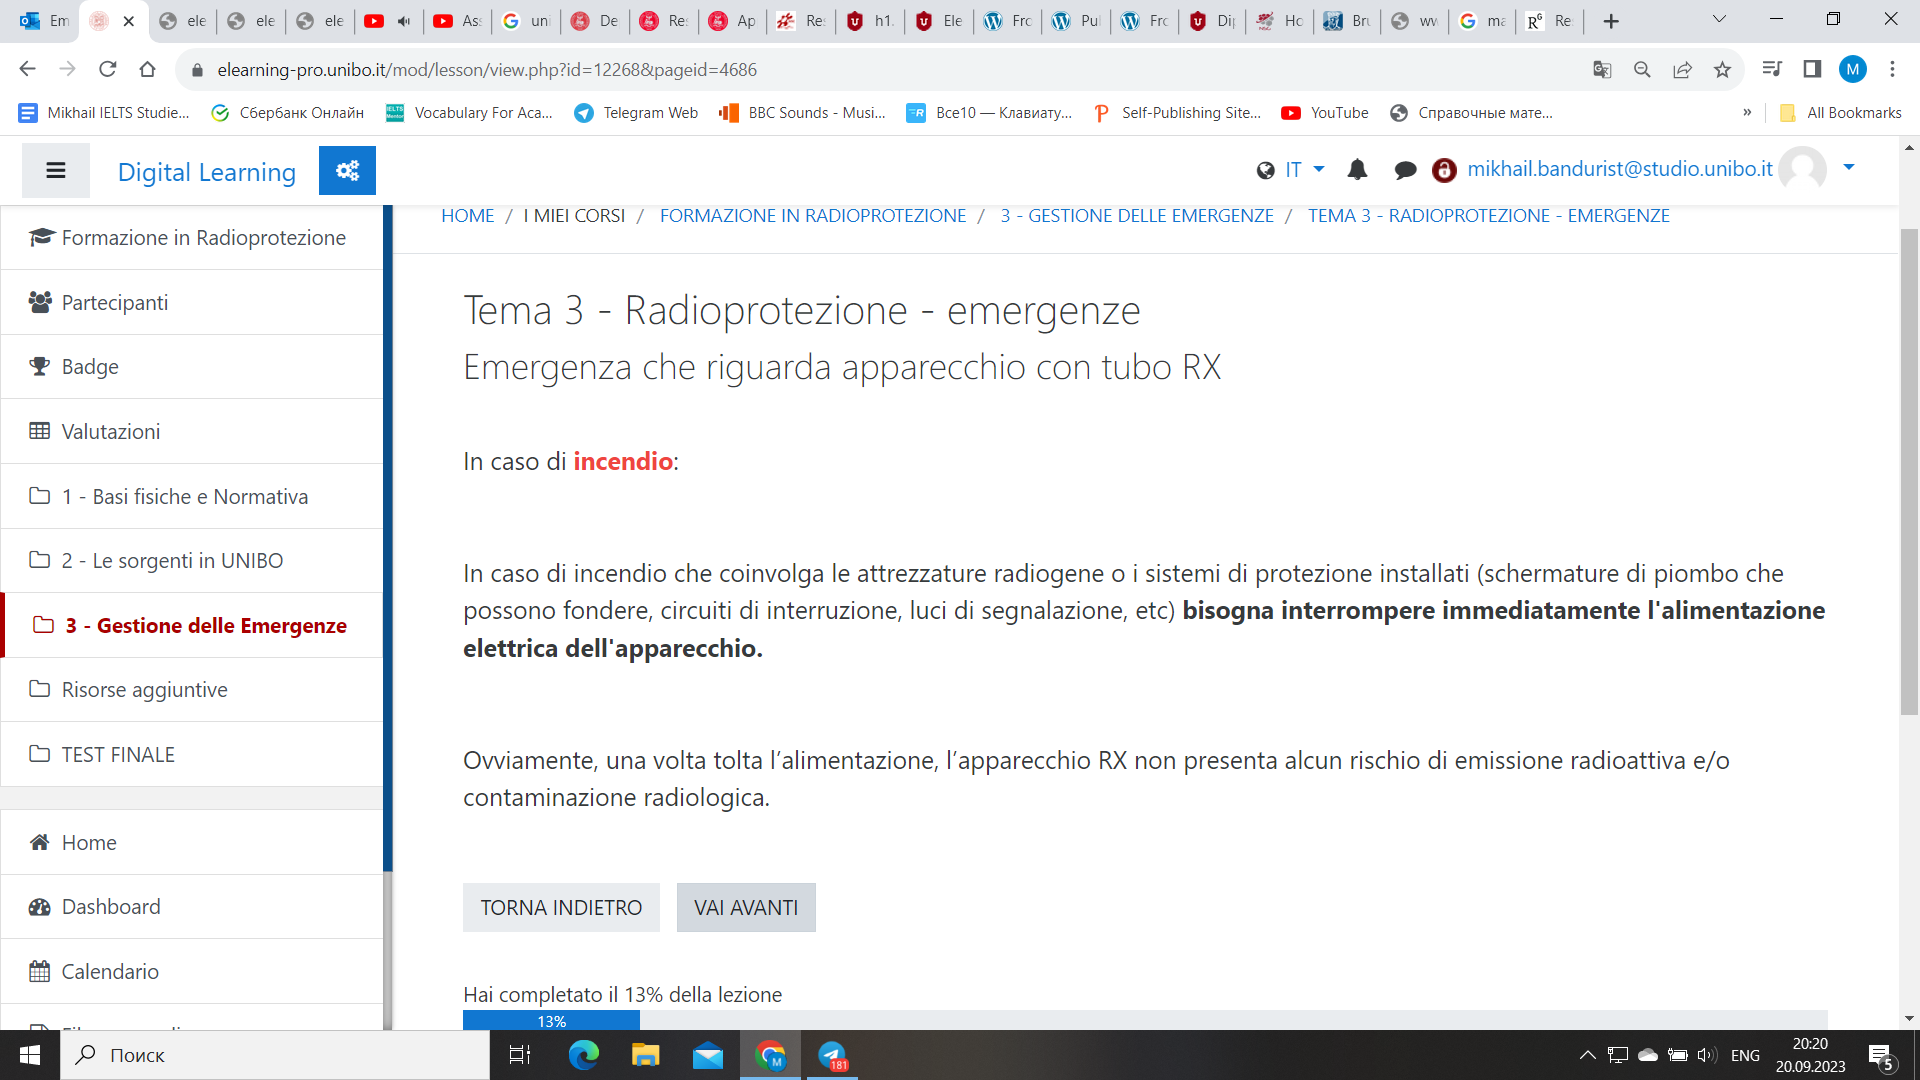 Em
ele
ele
ele
Ass
uni
De
Re
Ap
Re
h1.
Ele
Fro
Pul
Fro
Dip
Ho
Bru
ww
ma
Re
elearning-pro.unibo.it/mod/lesson/view.php?id=12268&pageid=4686
M
Mikhail IELTS Studie...
Сбербанк Онлайн
Vocabulary For Aca...
Telegram Web
BBC Sounds - Musi...
Все10 — Клавиату...
Self-Publishing Site...
YouTube
Справочные мате...
»
All Bookmarks
Digital Learning
IT
mikhail.bandurist@studio.unibo.it
HOME / I MIEI CORSI / FORMAZIONE IN RADIOPROTEZIONE / 3 - GESTIONE DELLE EMERGENZE / TEMA 3 - RADIOPROTEZIONE - EMERGENZE
Formazione in Radioprotezione
Partecipanti
Badge
Valutazioni
1 - Basi fisiche e Normativa
2 - Le sorgenti in UNIBO
3 - Gestione delle Emergenze
Risorse aggiuntive
TEST FINALE
Home
Dashboard
Calendario
Tema 3 - Radioprotezione - emergenze
Emergenza che riguarda apparecchio con tubo RX
In caso di incendio:
In caso di incendio che coinvolga le attrezzature radiogene o i sistemi di protezione installati (schermature di piombo che
possono fondere, circuiti di interruzione, luci di segnalazione, etc) bisogna interrompere immediatamente l'alimentazione
elettrica dell'apparecchio.
Ovviamente, una volta tolta l’alimentazione, l’apparecchio RX non presenta alcun rischio di emissione radioattiva e/o
contaminazione radiologica.
TORNA INDIETRO
VAI AVANTI
Hai completato il 13% della lezione
13%
Поиск
M
181
ENG
20:20
20.09.2023
5